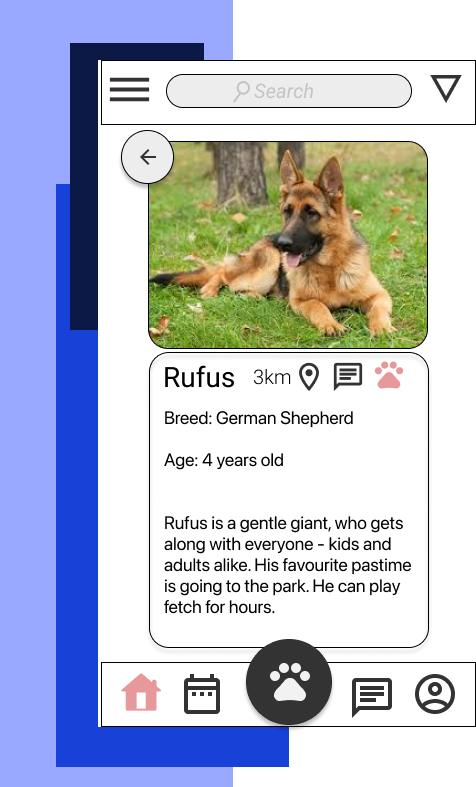 Search
Rufus 3km
Breed: German Shepherd
Age: 4 years old
Rufus is a gentle giant, who gets
along with everyone - kids and
adults alike. His favourite pastime
is going to the park. He can play
fetch for hours.